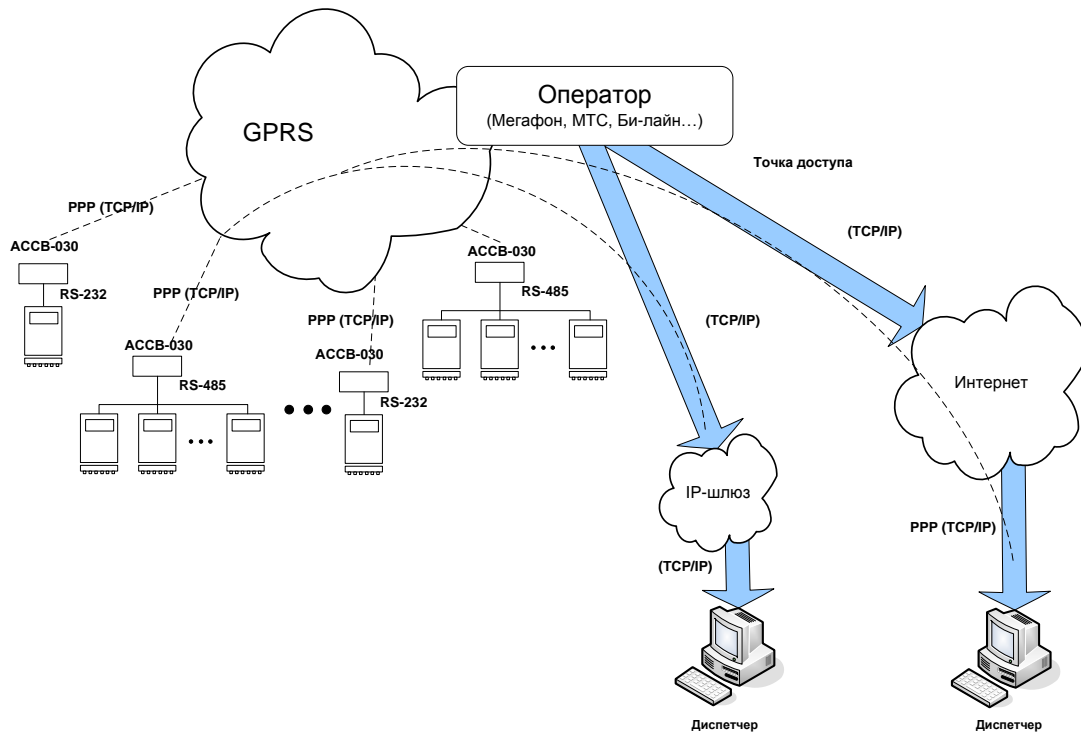 Оператор
(Мегафон, МТС, Би-лайн…)
GPRS
Точка доступа
PPP (TCP/IP)
(TCP/IP)
АССВ-030
АССВ-030
RS-232
PPP (TCP/IP)
RS-485
(TCP/IP)
PPP (TCP/IP)
АССВ-030
АССВ-030
RS-485
RS-232
Интернет
IP-шлюз
PPP (TCP/IP)
(TCP/IP)
Диспетчер
Диспетчер